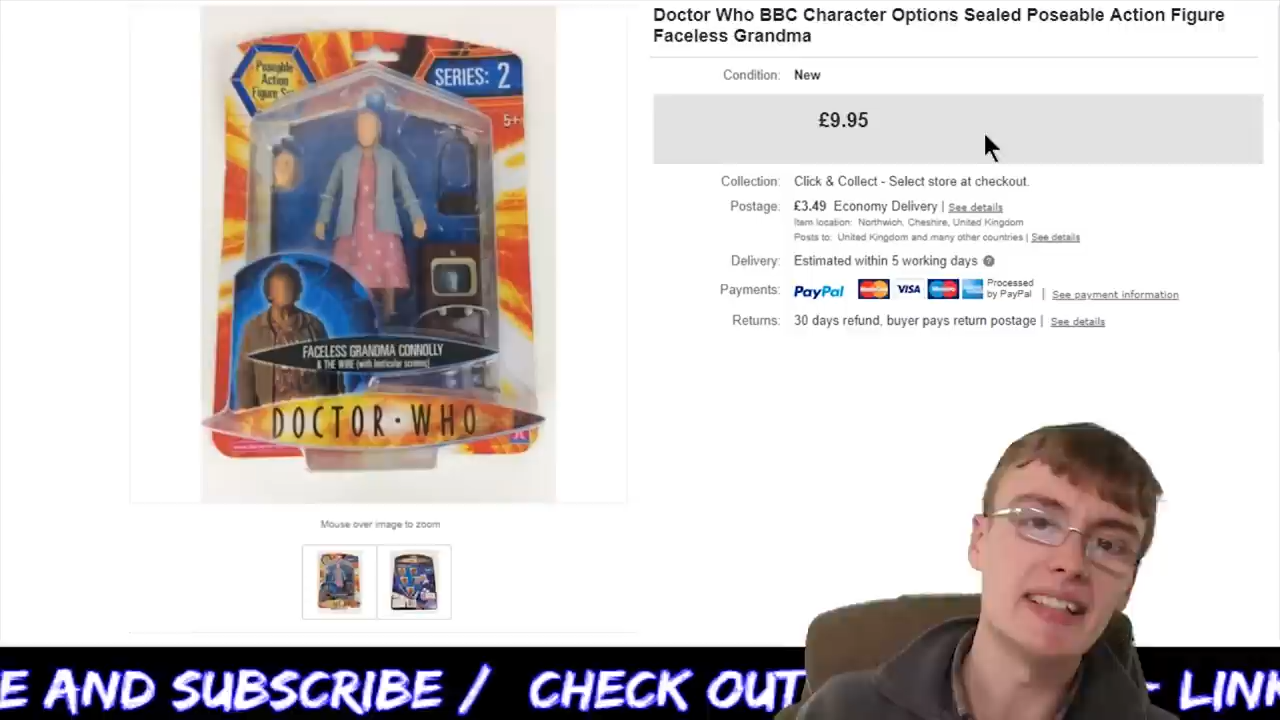 Doctor Who BBC Character Options Sealed Poseable Action Figure
Faceless Grandma
Condition: New
£9.95
Collection: Click & Collect - Select store at checkout.
Postage: £3.49 Economy Delivery | See details
Item location: Northwich, Cheshire, United Kingdom
Posts to: United Kingdom and many other countries | See details
Delivery: Estimated within 5 working days
Payments: PayPal MasterCard VISA Maestro Processed
by PayPal | See payment information
Returns: 30 days refund, buyer pays return postage | See details
Poseable
Action
Figure
SERIES: 2
5+
FACELESS GRANDMA CONNOLLY
& THE WIRE (with lenticular screens)
DOCTOR · WHO
Mouse over image to zoom
E AND SUBSCRIBE / CHECK OUT - LINK